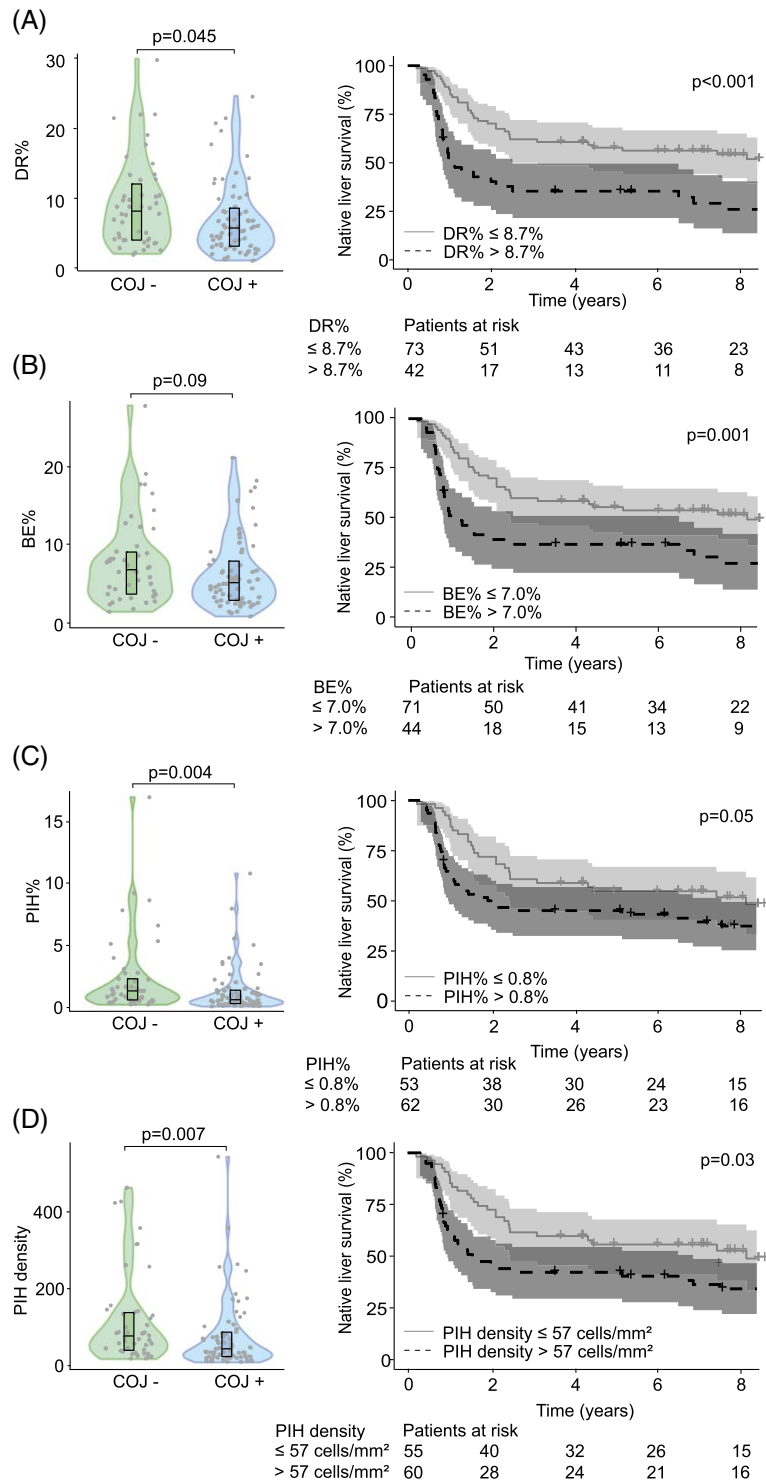 (A)
p=0.045
30
20
10
0
DR%
COJ -
COJ +
100
75
50
25
0
Native liver survival (%)
p<0.001
DR% ≤ 8.7%
DR% > 8.7%
0 2 4 6 8
Time (years)
DR% Patients at risk
≤ 8.7% 73 51 43 36 23
> 8.7% 42 17 13 11 8
(B)
p=0.09
20
10
0
BE%
COJ -
COJ +
100
75
50
25
0
Native liver survival (%)
p=0.001
BE% ≤ 7.0%
BE% > 7.0%
0 2 4 6 8
Time (years)
BE% Patients at risk
≤ 7.0% 71 50 41 34 22
> 7.0% 44 18 15 13 9
(C)
p=0.004
15
10
5
0
PIH%
COJ -
COJ +
100
75
50
25
0
Native liver survival (%)
p=0.05
PIH% ≤ 0.8%
PIH% > 0.8%
0 2 4 6 8
Time (years)
PIH% Patients at risk
≤ 0.8% 53 38 30 24 15
> 0.8% 62 30 26 23 16
(D)
p=0.007
400
200
0
PIH density
COJ -
COJ +
100
75
50
25
0
Native liver survival (%)
p=0.03
PIH density ≤ 57 cells/mm²
PIH density > 57 cells/mm²
0 2 4 6 8
Time (years)
PIH density Patients at risk
≤ 57 cells/mm² 55 40 32 26 15
> 57 cells/mm² 60 28 24 21 16